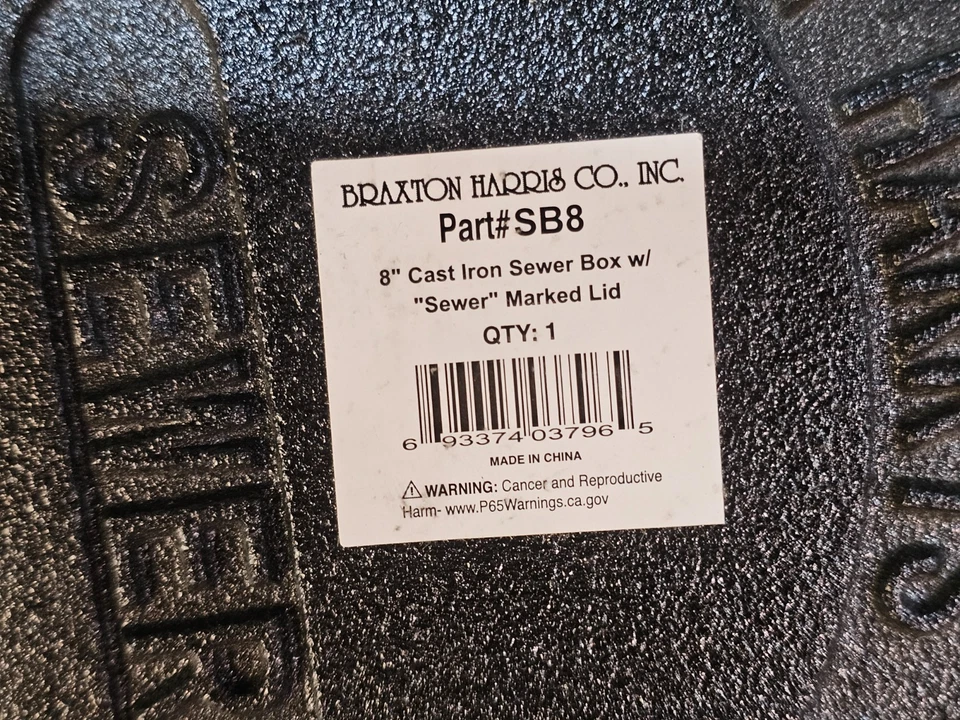 SEWER
BRAXTON HARRIS CO., INC.
Part#SB8
8" Cast Iron Sewer Box w/
"Sewer" Marked Lid
QTY: 1
6 93374 03796 5
MADE IN CHINA
⚠ WARNING: Cancer and Reproductive
Harm- www.P65Warnings.ca.gov